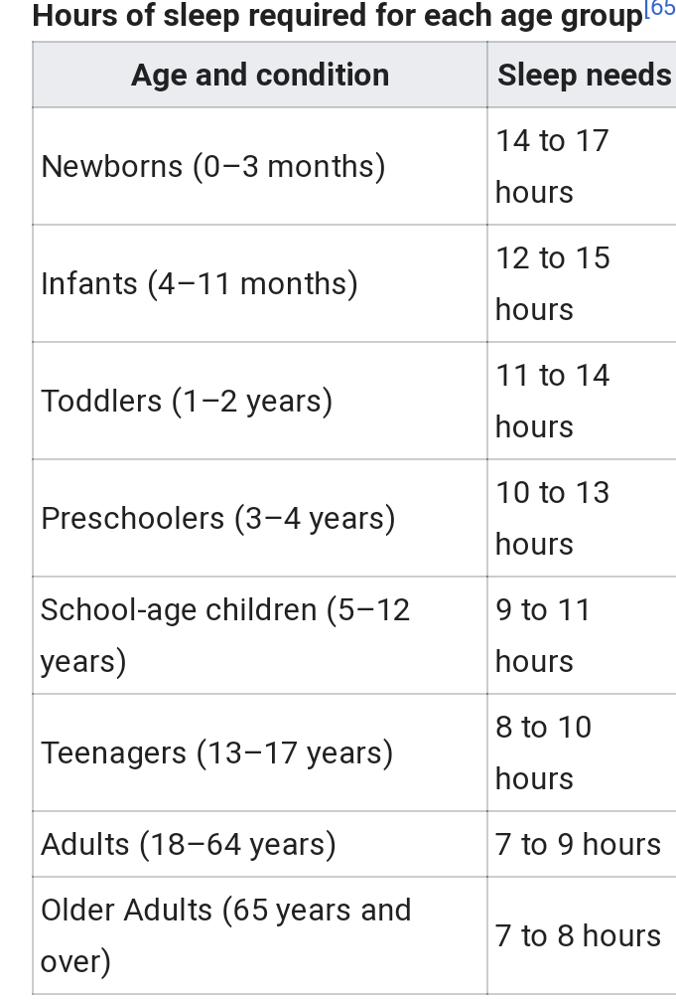 Hours of sleep required for each age group[65
Age and condition
Sleep needs
Newborns (0–3 months)
14 to 17
hours
Infants (4–11 months)
12 to 15
hours
Toddlers (1–2 years)
11 to 14
hours
Preschoolers (3–4 years)
10 to 13
hours
School-age children (5–12
years)
9 to 11
hours
Teenagers (13–17 years)
8 to 10
hours
Adults (18–64 years)
7 to 9 hours
Older Adults (65 years and
over)
7 to 8 hours